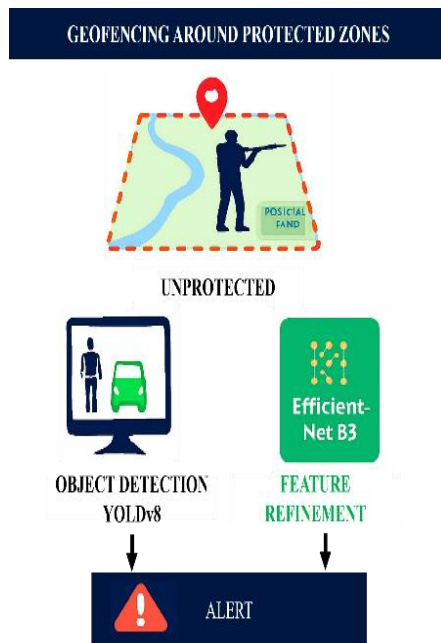 GEOFENCING AROUND PROTECTED ZONES
POSICIAL
FAND
UNPROTECTED
Efficient-
Net B3
OBJECT DETECTION
YOLDv8
FEATURE
REFINEMENT
ALERT